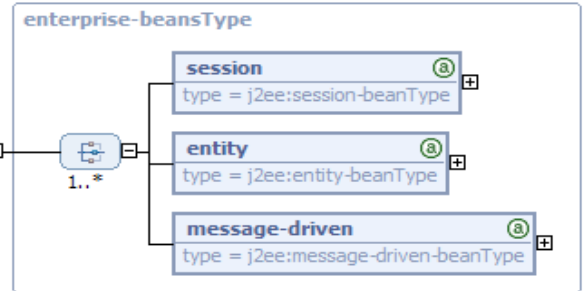 enterprise-beansType
session
a
type = j2ee:session-beanType
entity
a
type = j2ee:entity-beanType
1..*
message-driven
a
type = j2ee:message-driven-beanType